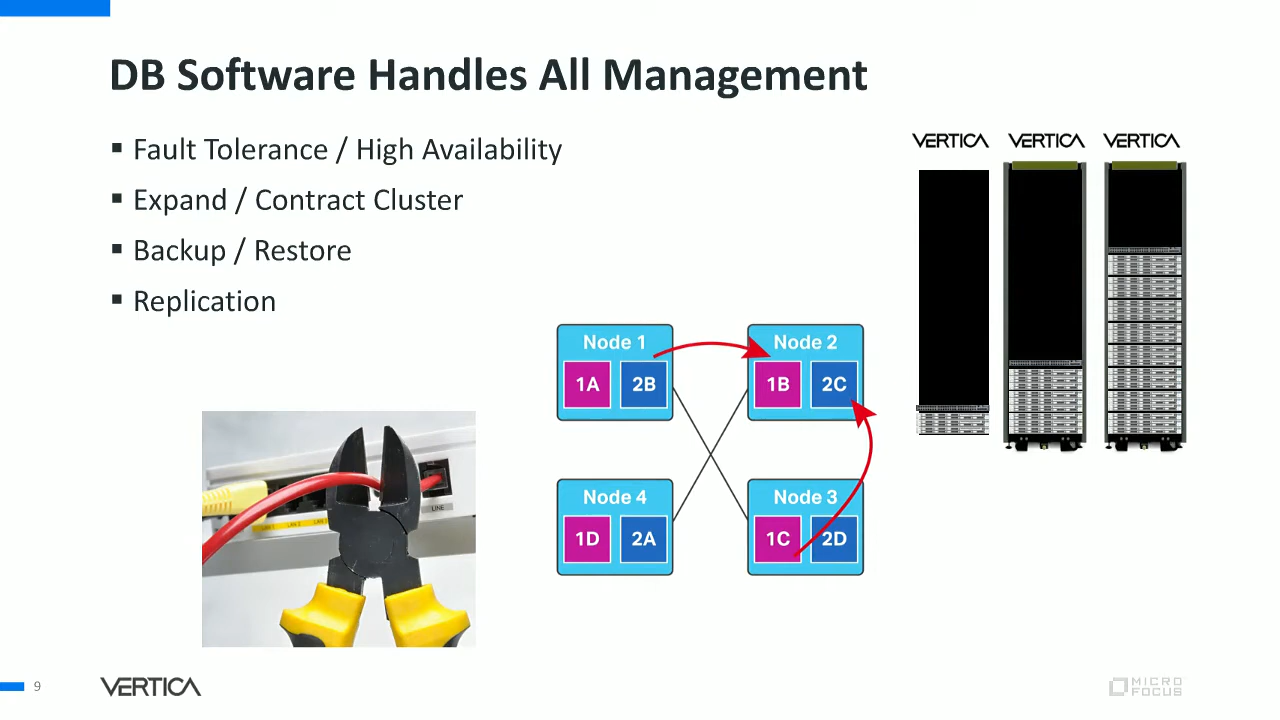 DB Software Handles All Management
▪ Fault Tolerance / High Availability
▪ Expand / Contract Cluster
▪ Backup / Restore
▪ Replication
VERTICA VERTICA VERTICA
Node 1
1A 2B
Node 2
1B 2C
Node 4
1D 2A
Node 3
1C 2D
LINE
LAN 2
9
VERTICA
MICRO
FOCUS